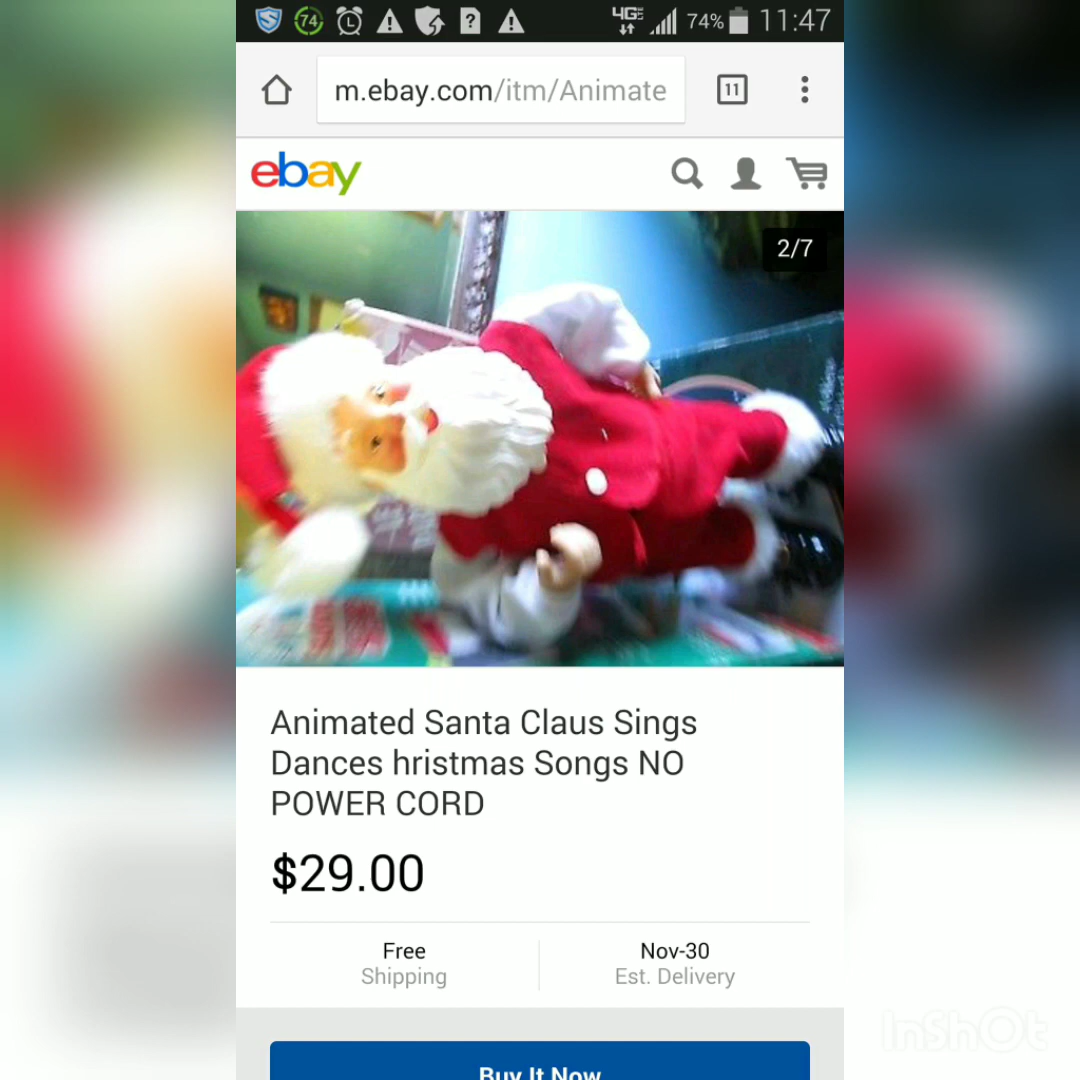 74 4G 74% 11:47
m.ebay.com/itm/Animate 11
ebay
2/7
Animated Santa Claus Sings
Dances hristmas Songs NO
POWER CORD
$29.00
Free Nov-30
Shipping Est. Delivery
Buy It Now
InShOt